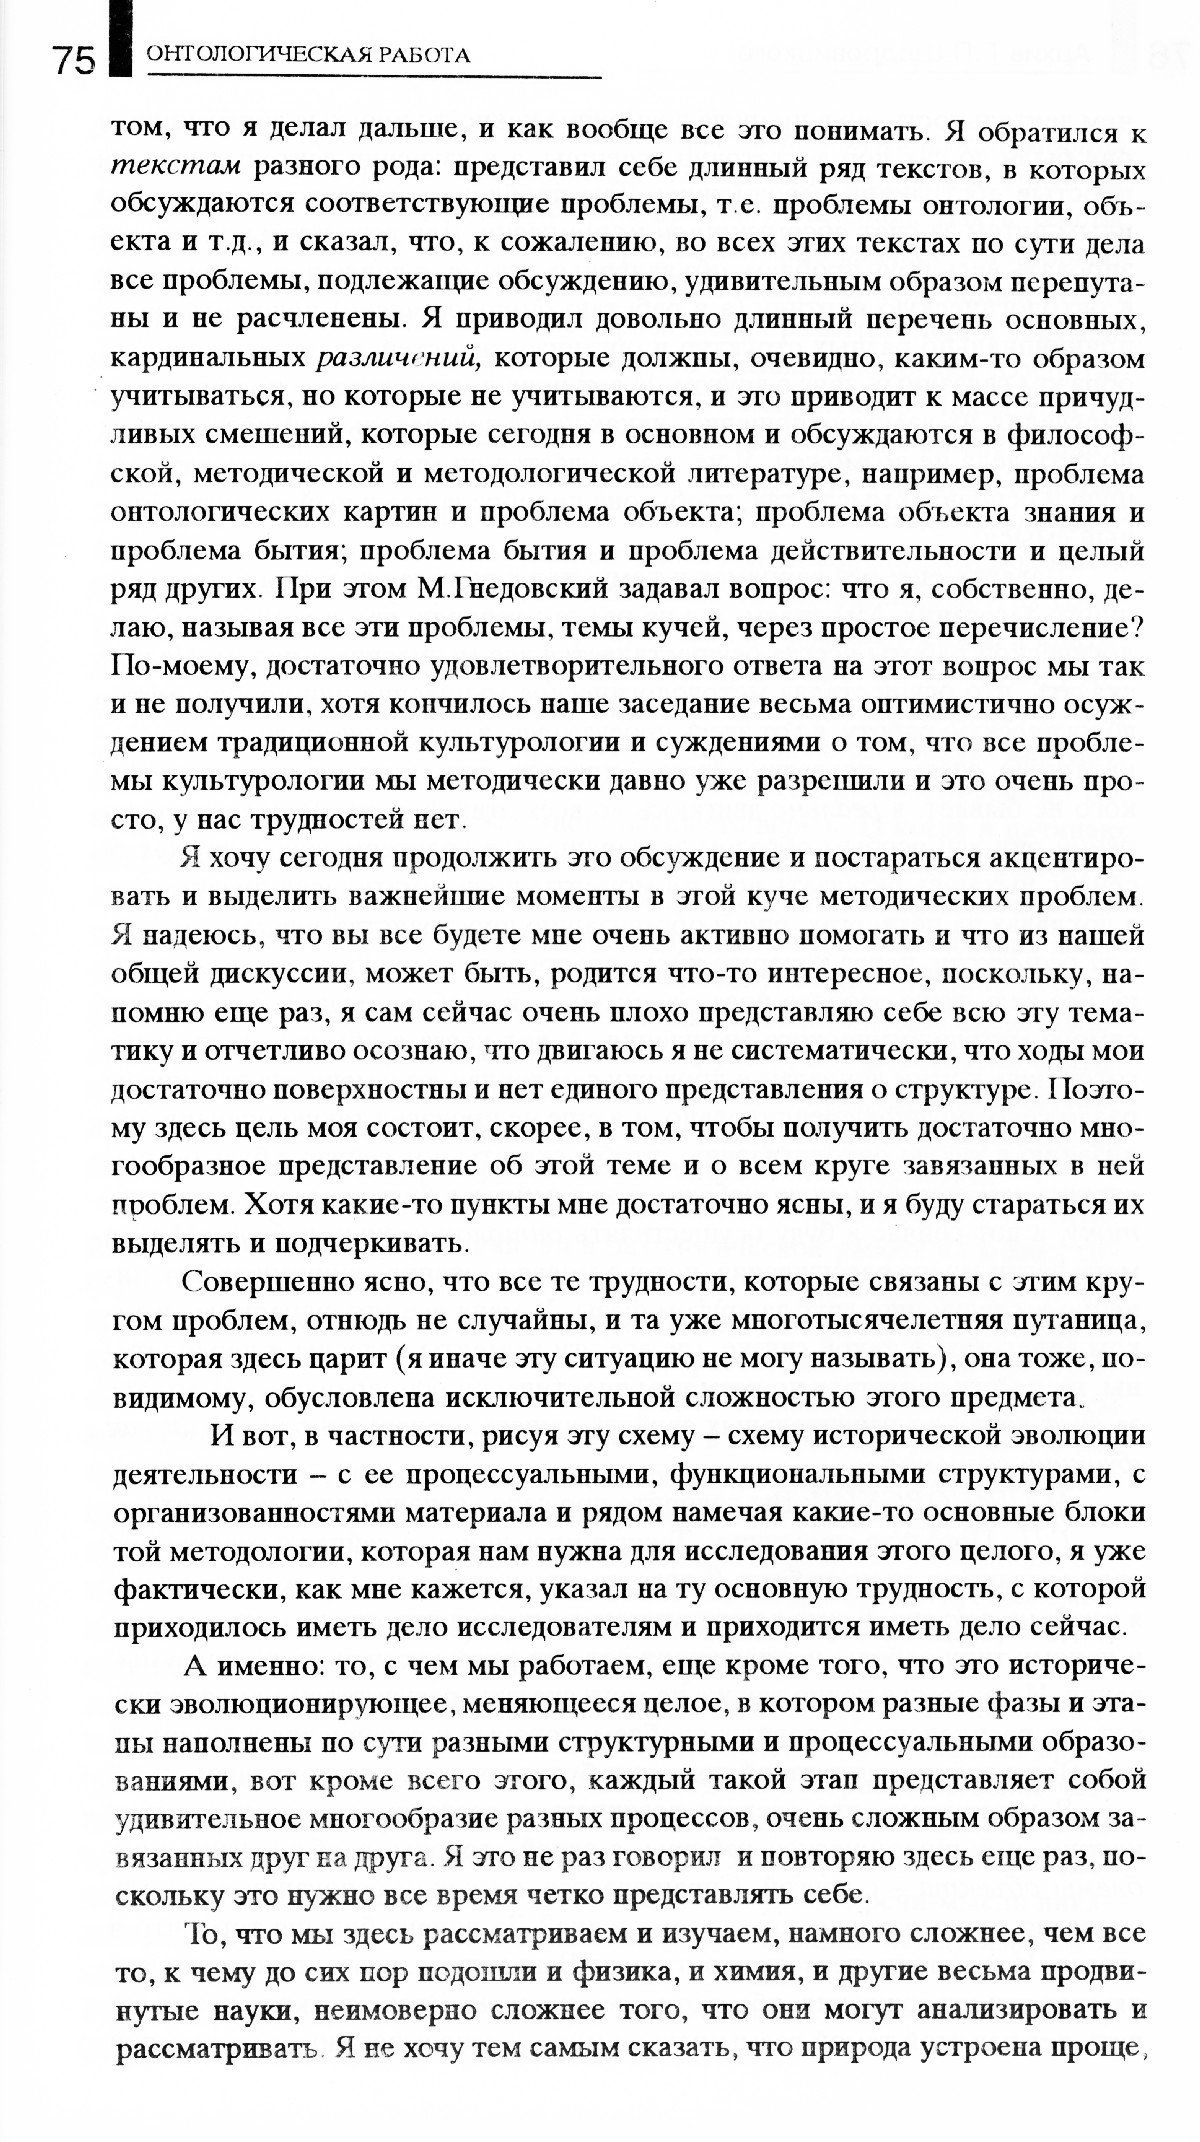 75
ОНТОЛОГИЧЕСКАЯ РАБОТА
том, что я делал дальше, и как вообще все это понимать. Я обратился к
текстам разного рода: представил себе длинный ряд текстов, в которых
обсуждаются соответствующие проблемы, т.е. проблемы онтологии, объ-
екта и т.д., и сказал, что, к сожалению, во всех этих текстах по сути дела
все проблемы, подлежащие обсуждению, удивительным образом перепута-
ны и не расчленены. Я приводил довольно длинный перечень основных,
кардинальных различений, которые должны, очевидно, каким-то образом
учитываться, но которые не учитываются, и это приводит к массе причуд-
ливых смешений, которые сегодня в основном и обсуждаются в философ-
ской, методической и методологической литературе, например, проблема
онтологических картин и проблема объекта; проблема объекта знания и
проблема бытия; проблема бытия и проблема действительности и целый
ряд других. При этом М.Гнедовский задавал вопрос: что я, собственно, де-
лаю, называя все эти проблемы, темы кучей, через простое перечисление?
По-моему, достаточно удовлетворительного ответа на этот вопрос мы так
и не получили, хотя кончилось наше заседание весьма оптимистично осуж-
дением традиционной культурологии и суждениями о том, что все пробле-
мы культурологии мы методически давно уже разрешили и это очень про-
сто, у нас трудностей нет.
Я хочу сегодня продолжить это обсуждение и постараться акцентиро-
вать и выделить важнейшие моменты в этой куче методических проблем.
Я надеюсь, что вы все будете мне очень активно помогать и что из нашей
общей дискуссии, может быть, родится что-то интересное, поскольку, на-
помню еще раз, я сам сейчас очень плохо представляю себе всю эту тема-
тику и отчетливо осознаю, что двигаюсь я не систематически, что ходы мои
достаточно поверхностны и нет единого представления о структуре. Поэто-
му здесь цель моя состоит, скорее, в том, чтобы получить достаточно мно-
гообразное представление об этой теме и о всем круге завязанных в ней
проблем. Хотя какие-то пункты мне достаточно ясны, и я буду стараться их
выделять и подчеркивать.
Совершенно ясно, что все те трудности, которые связаны с этим кру-
гом проблем, отнюдь не случайны, и та уже многотысячелетняя путаница,
которая здесь царит (я иначе эту ситуацию не могу называть), она тоже, по-
видимому, обусловлена исключительной сложностью этого предмета.
И вот, в частности, рисуя эту схему – схему исторической эволюции
деятельности – с ее процессуальными, функциональными структурами, с
организованностями материала и рядом намечая какие-то основные блоки
той методологии, которая нам нужна для исследования этого целого, я уже
фактически, как мне кажется, указал на ту основную трудность, с которой
приходилось иметь дело исследователям и приходится иметь дело сейчас.
А именно: то, с чем мы работаем, еще кроме того, что это историче-
ски эволюционирующее, меняющееся целое, в котором разные фазы и эта-
пы наполнены по сути разными структурными и процессуальными образо-
ваниями, вот кроме всего этого, каждый такой этап представляет собой
удивительное многообразие разных процессов, очень сложным образом за-
вязанных друг на друга. Я это не раз говорил и повторяю здесь еще раз, по-
скольку это нужно все время четко представлять себе.
То, что мы здесь рассматриваем и изучаем, намного сложнее, чем все
то, к чему до сих пор подошли и физика, и химия, и другие весьма продви-
нутые науки, неимоверно сложнее того, что они могут анализировать и
рассматривать. Я не хочу тем самым сказать, что природа устроена проще,